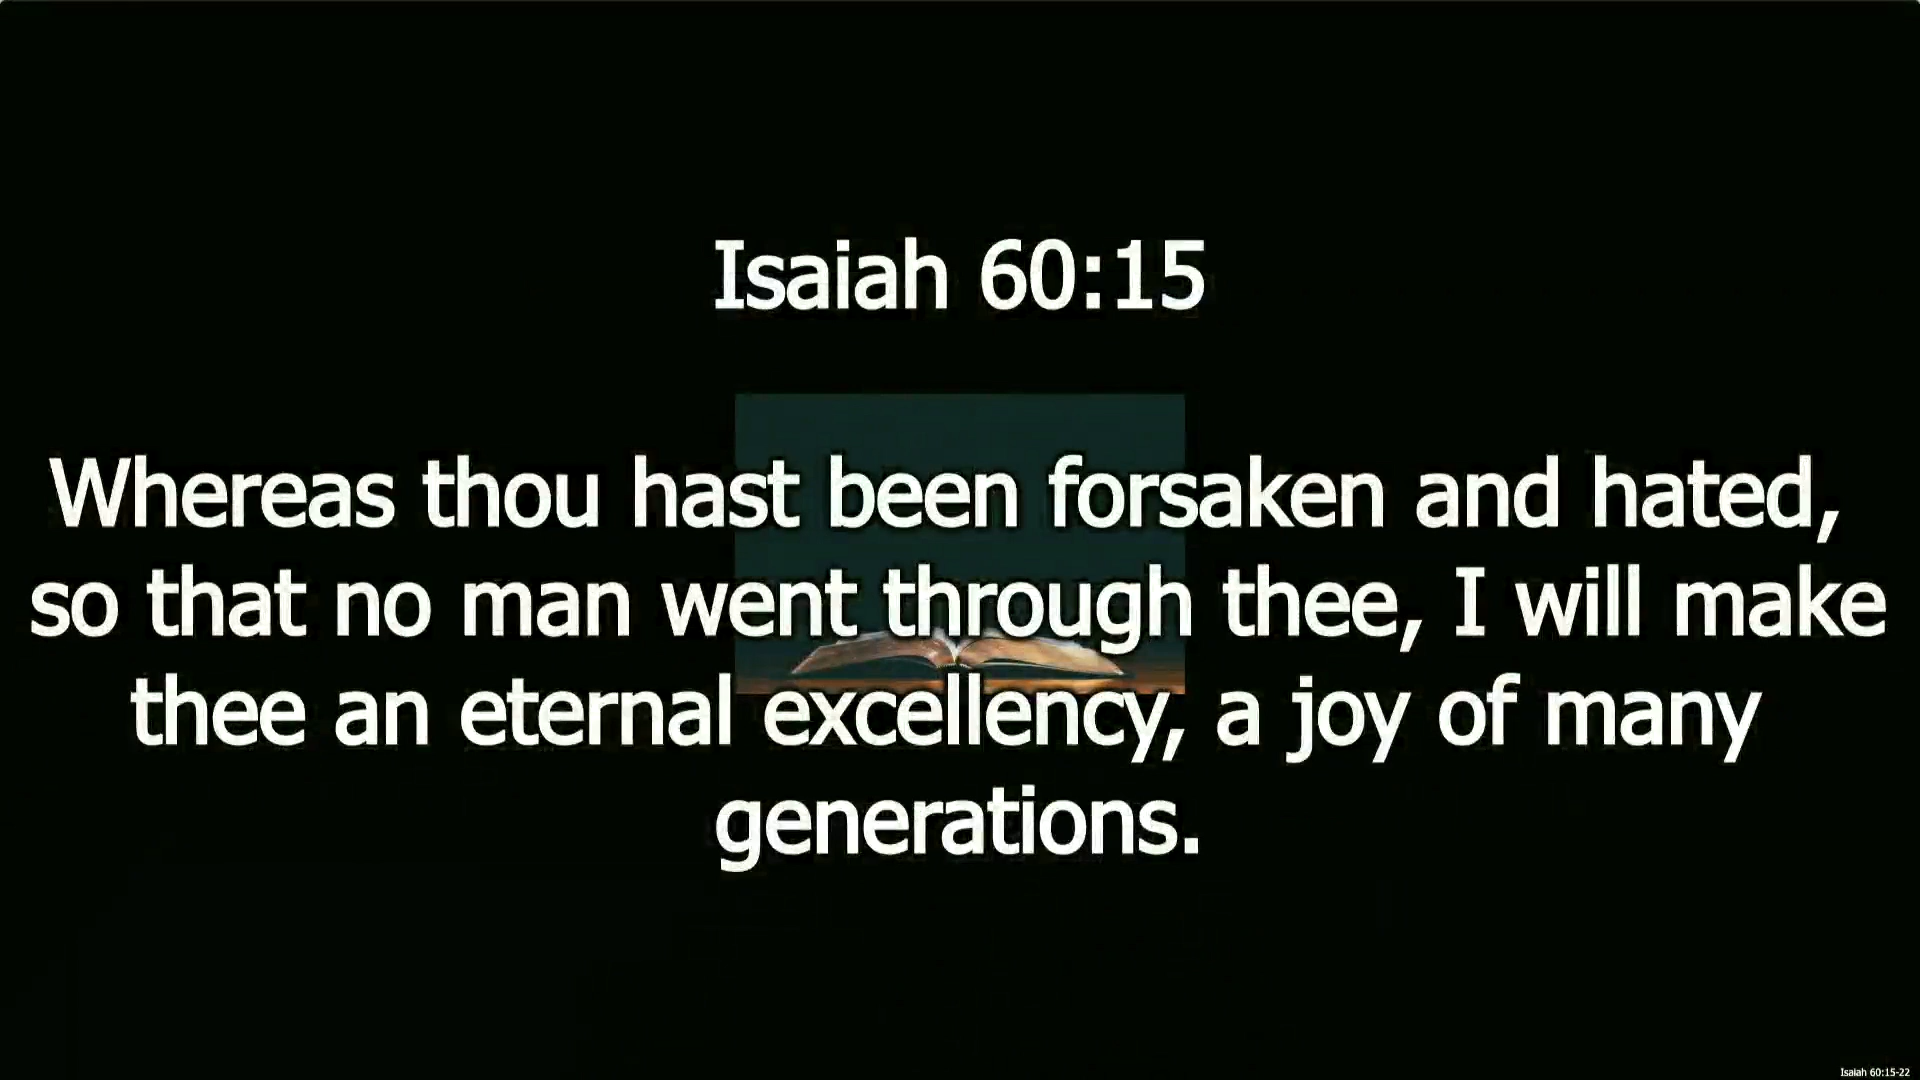 Isaiah 60:15
Whereas thou hast been forsaken and hated,
so that no man went through thee, I will make
thee an eternal excellency, a joy of many
generations.
Isaiah 60:15-22